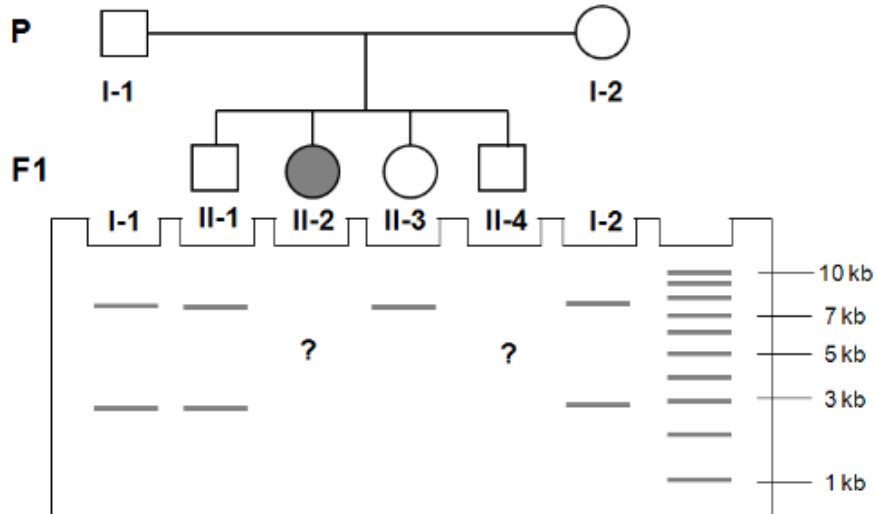 P
I-1
I-2
F1
I-1 II-1 II-2 II-3 II-4 I-2
10 kb
7 kb
? ?
5 kb
3 kb
1 kb